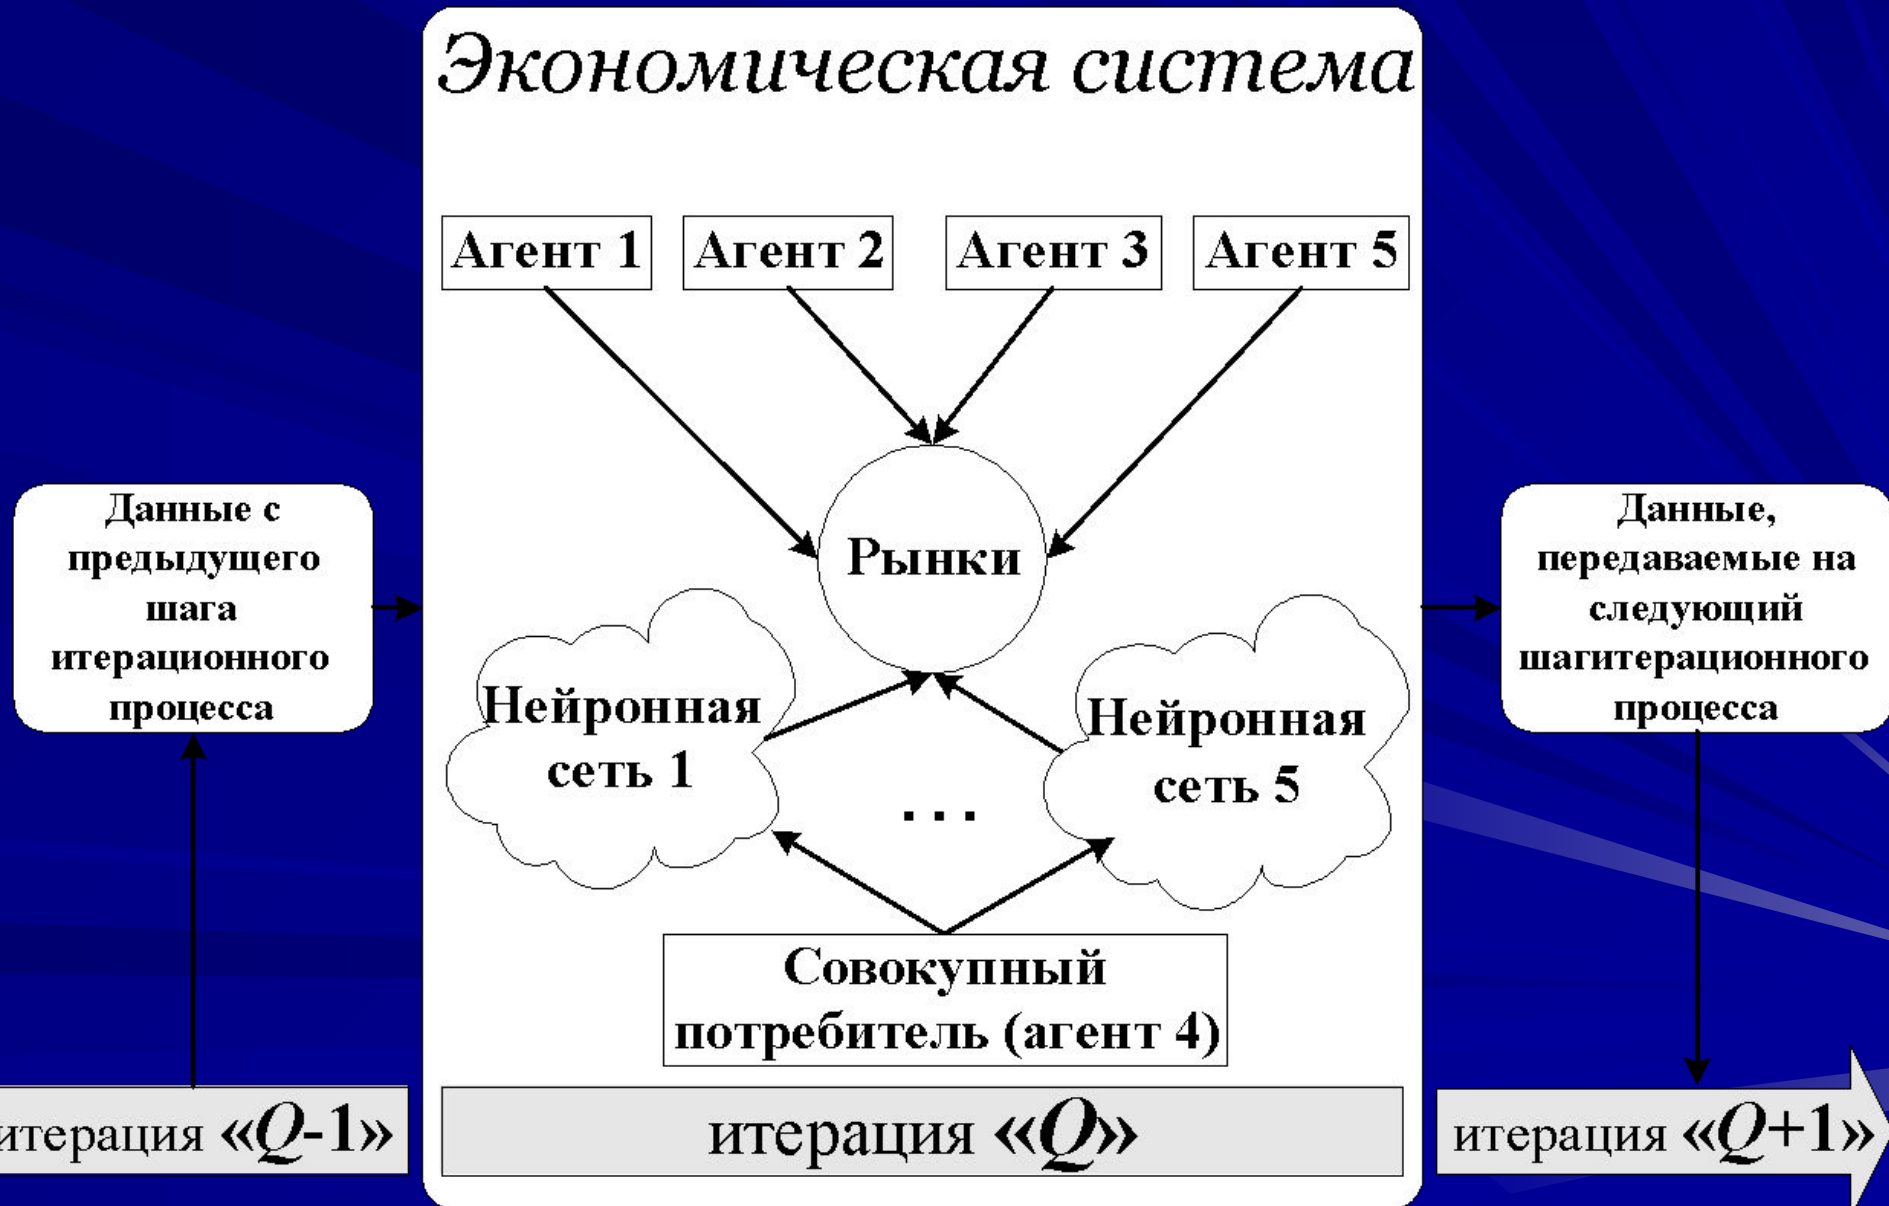 Экономическая система
Агент 1
Агент 2
Агент 3
Агент 5
Рынки
Данные с
предыдущего
шага
итерационного
процесса
Данные,
передаваемые на
следующий
шагитерационного
процесса
Нейронная
сеть 1
. . .
Нейронная
сеть 5
Совокупный
потребитель (агент 4)
итерация «Q-1»
итерация «Q»
итерация «Q+1»